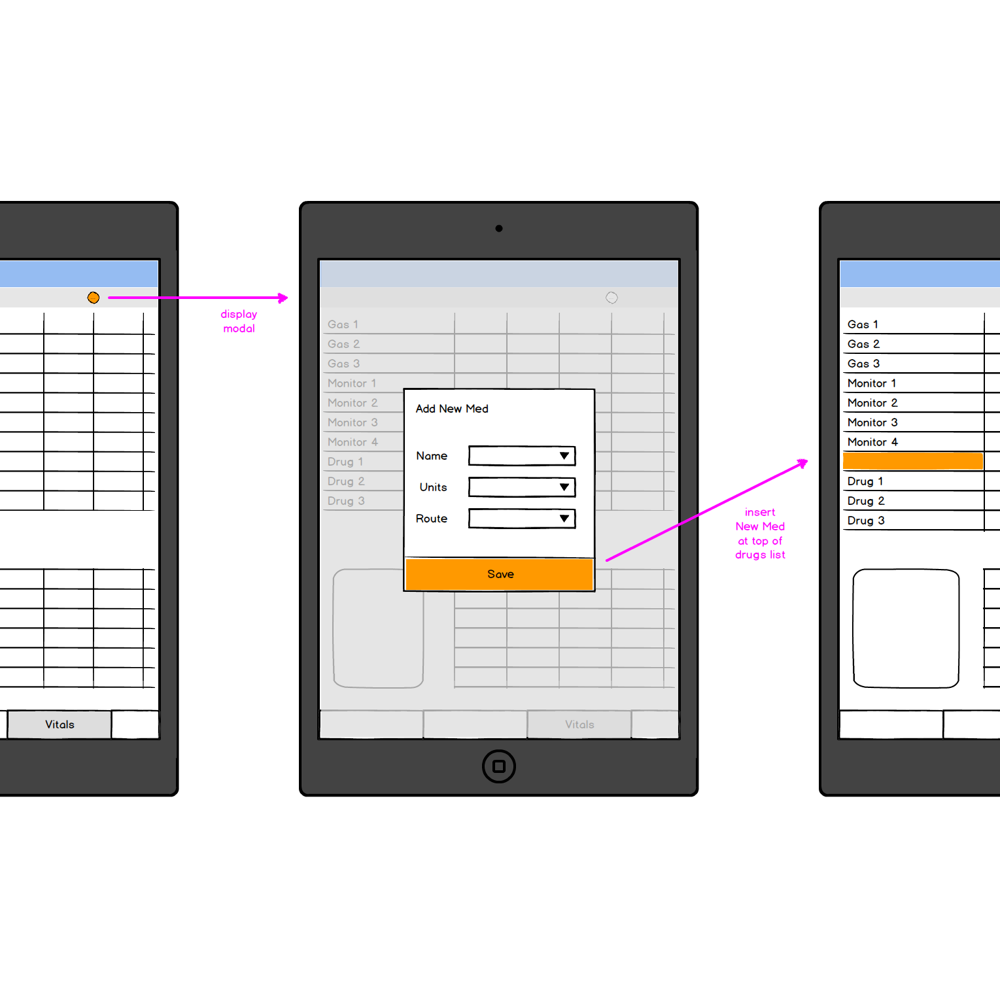 display
modal
Vitals
Gas 1
Gas 2
Gas 3
Monitor 1
Monitor 2
Monitor 3
Monitor 4
Drug 1
Drug 2
Drug 3
Add New Med
Name
Units
Route
Save
Vitals
insert
New Med
at top of
drugs list
Gas 1
Gas 2
Gas 3
Monitor 1
Monitor 2
Monitor 3
Monitor 4
Drug 1
Drug 2
Drug 3